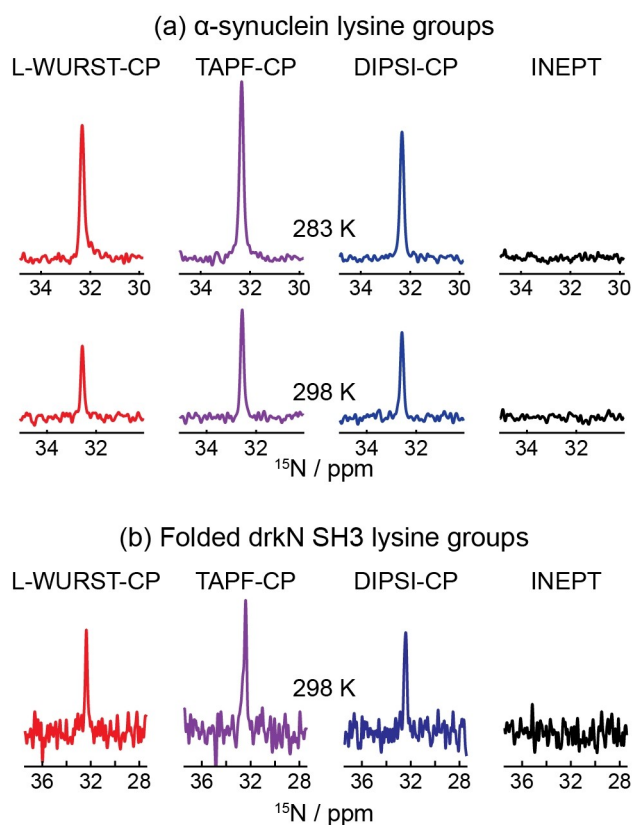 (a) α-synuclein lysine groups
L-WURST-CP TAPF-CP DIPSI-CP INEPT
283 K
34 32 30 34 32 30 34 32 30 34 32 30
298 K
34 32 34 32 34 32 34 32
¹⁵N / ppm
(b) Folded drkN SH3 lysine groups
L-WURST-CP TAPF-CP DIPSI-CP INEPT
298 K
36 32 28 36 32 28 36 32 28 36 32 28
¹⁵N / ppm ¹⁵N / ppm